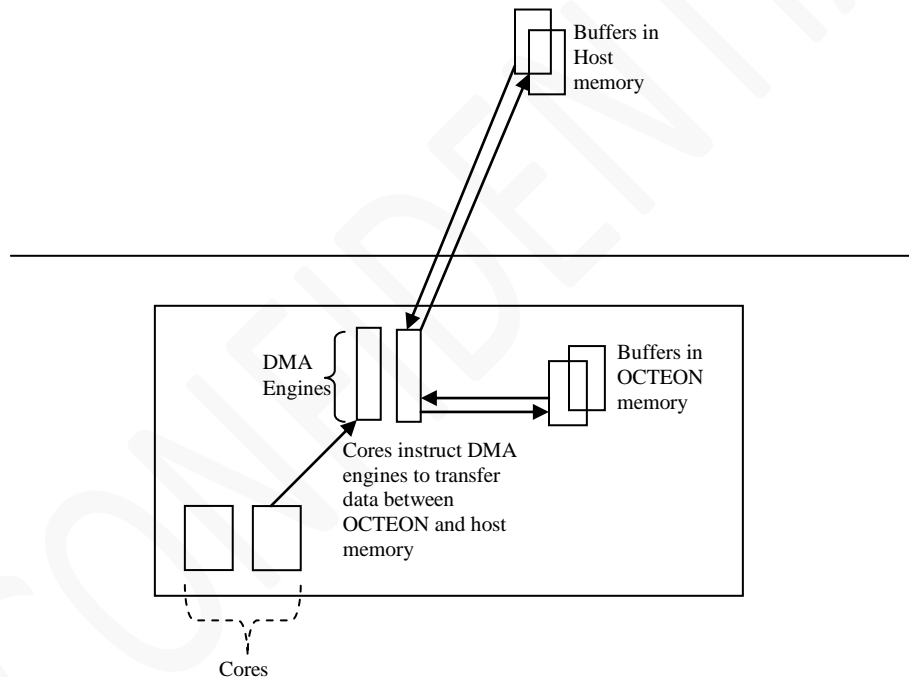 Buffers in
Host
memory
DMA
Engines
Buffers in
OCTEON
memory
Cores instruct DMA
engines to transfer
data between
OCTEON and host
memory
Cores
CONFIDENTI